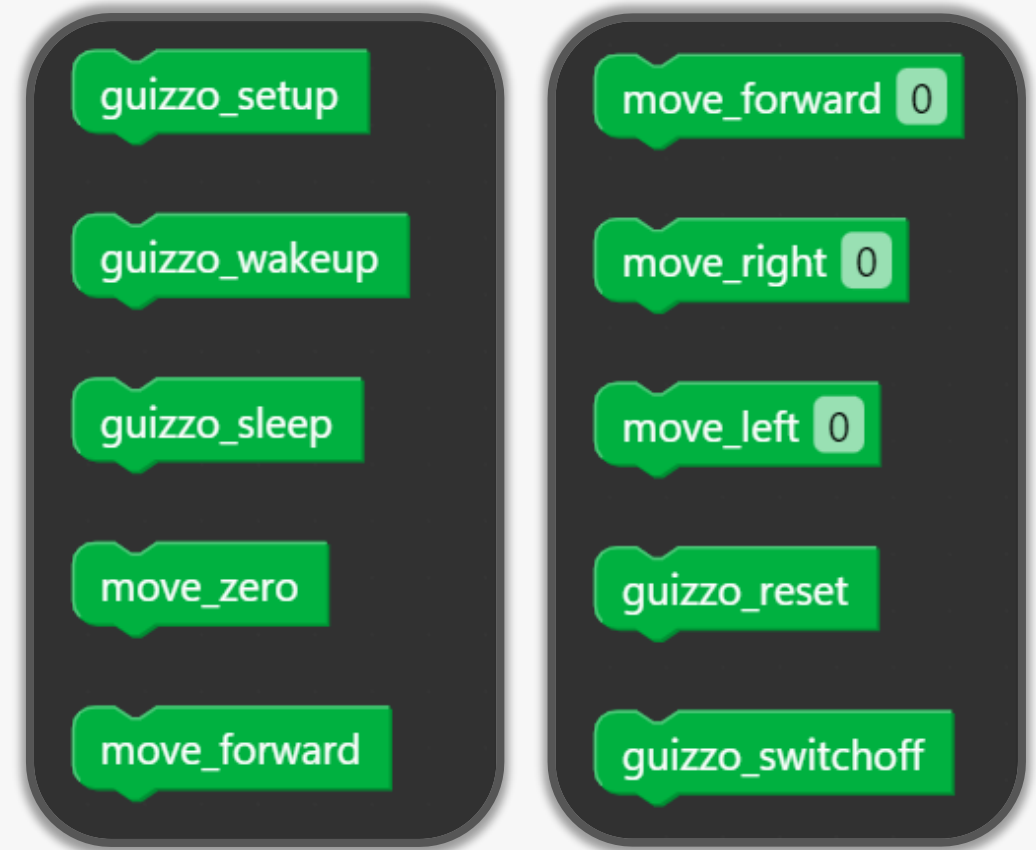 guizzo_setup
guizzo_wakeup
guizzo_sleep
move_zero
move_forward
move_forward 0
move_right 0
move_left 0
guizzo_reset
guizzo_switchoff